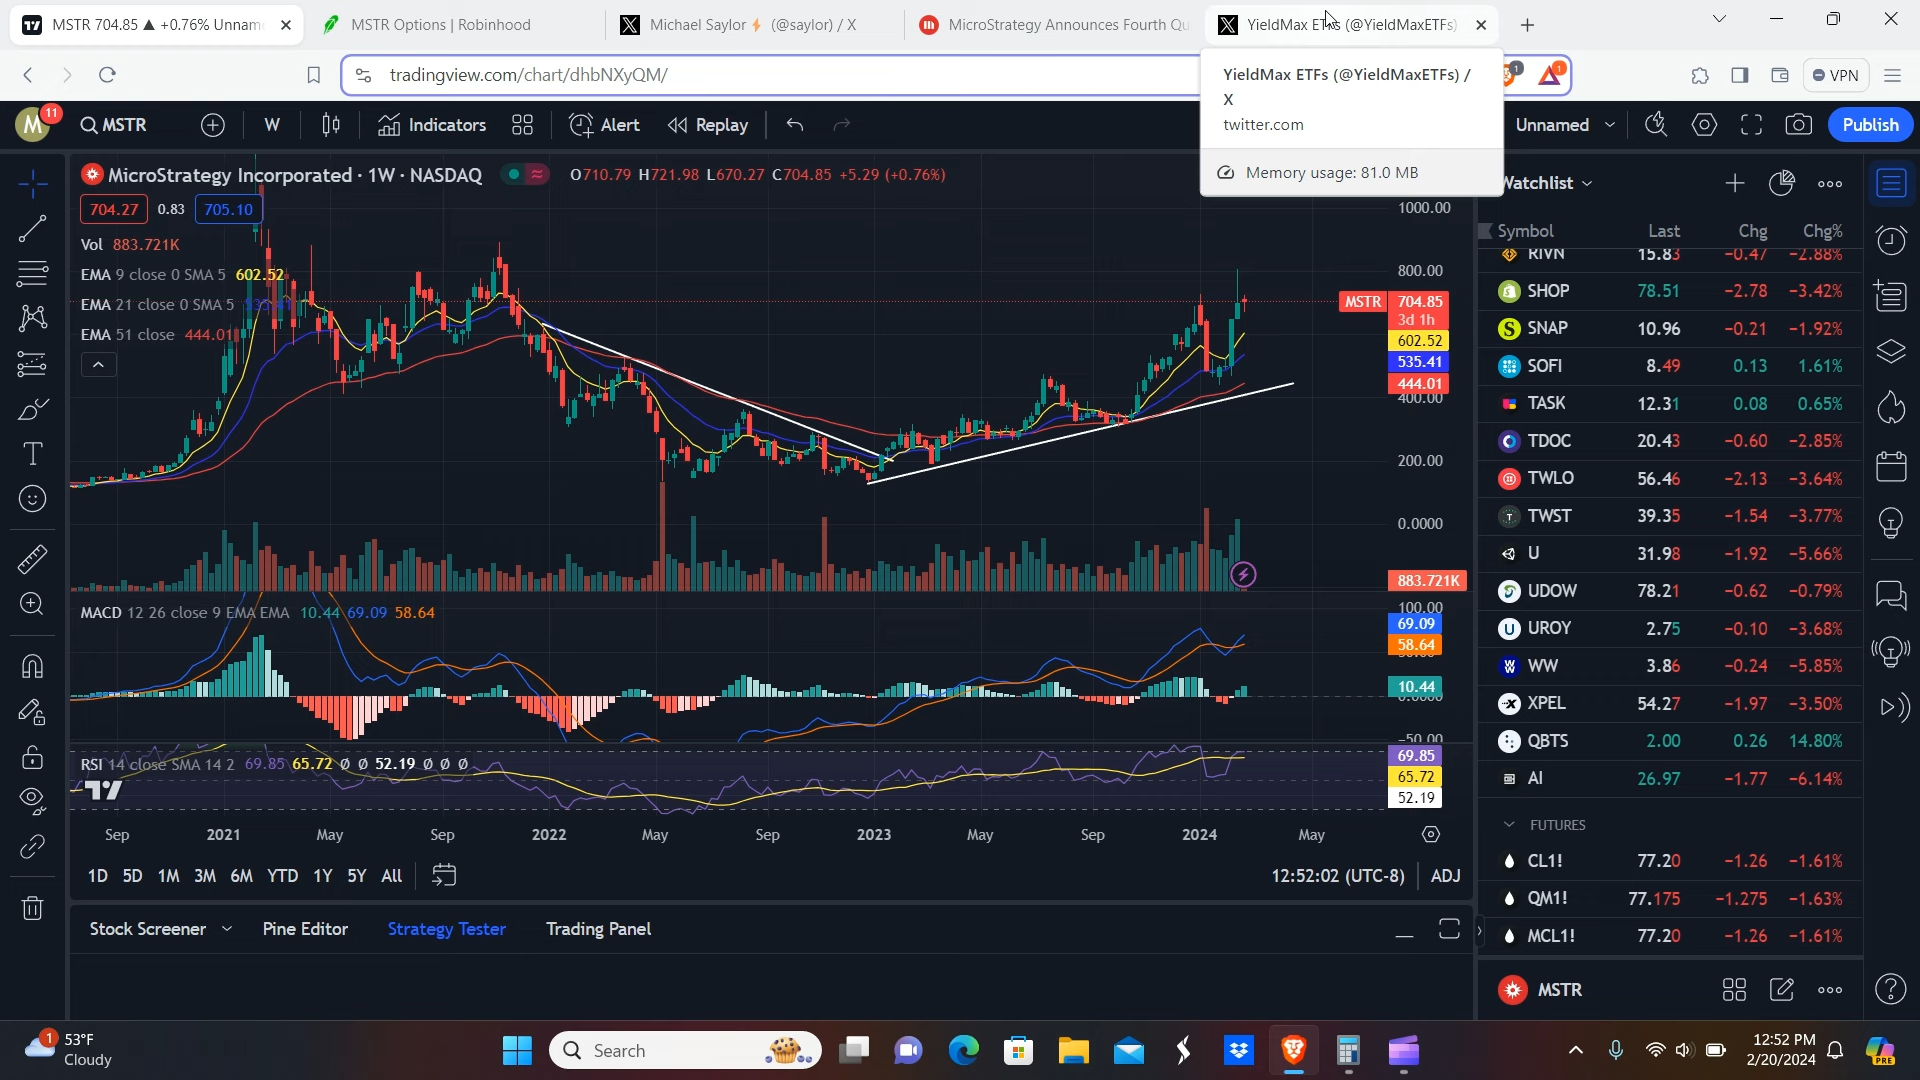 MSTR 704.85 ▲ +0.76% Unnam
MSTR Options | Robinhood
Michael Saylor⚡ (@saylor) / X
MicroStrategy Announces Fourth Qu
YieldMax ETFs (@YieldMaxETFs)
tradingview.com/chart/dhbNXyQM/
1
1
VPN
YieldMax ETFs (@YieldMaxETFs) /
X
twitter.com
Memory usage: 81.0 MB
M
11
MSTR
W
Indicators
Alert
Replay
Unnamed
Publish
MicroStrategy Incorporated · 1W · NASDAQ
O710.79 H721.98 L670.27 C704.85 +5.29 (+0.76%)
704.27 0.83 705.10
Vol 883.721K
EMA 9 close 0 SMA 5 602.52
EMA 21 close 0 SMA 5
EMA 51 close 444.01
1000.00
800.00
MSTR 704.85
3d 1h
602.52
535.41
444.01
400.00
200.00
0.0000
883.721K
MACD 12 26 close 9 EMA EMA 10.44 69.09 58.64
100.00
69.09
58.64
10.44
0.0000
-50.00
RSI 14 close SMA 14 2 69.85 65.72 ∅ ∅ 52.19 ∅ ∅ ∅
69.85
65.72
52.19
Sep 2021 May Sep 2022 May Sep 2023 May Sep 2024 May
1D 5D 1M 3M 6M YTD 1Y 5Y All
12:52:02 (UTC-8) ADJ
Stock Screener Pine Editor Strategy Tester Trading Panel
Watchlist
Symbol Last Chg Chg%
RIVN 15.83 -0.47 -2.88%
SHOP 78.51 -2.78 -3.42%
SNAP 10.96 -0.21 -1.92%
SOFI 8.49 0.13 1.61%
TASK 12.31 0.08 0.65%
TDOC 20.43 -0.60 -2.85%
TWLO 56.46 -2.13 -3.64%
TWST 39.35 -1.54 -3.77%
U 31.98 -1.92 -5.66%
UDOW 78.21 -0.62 -0.79%
UROY 2.75 -0.10 -3.68%
WW 3.86 -0.24 -5.85%
XPEL 54.27 -1.97 -3.50%
QBTS 2.00 0.26 14.80%
AI 26.97 -1.77 -6.14%
FUTURES
CL1! 77.20 -1.26 -1.61%
QM1! 77.175 -1.275 -1.63%
MCL1! 77.20 -1.26 -1.61%
MSTR
1
53°F
Cloudy
Search
12:52 PM
2/20/2024
PRE